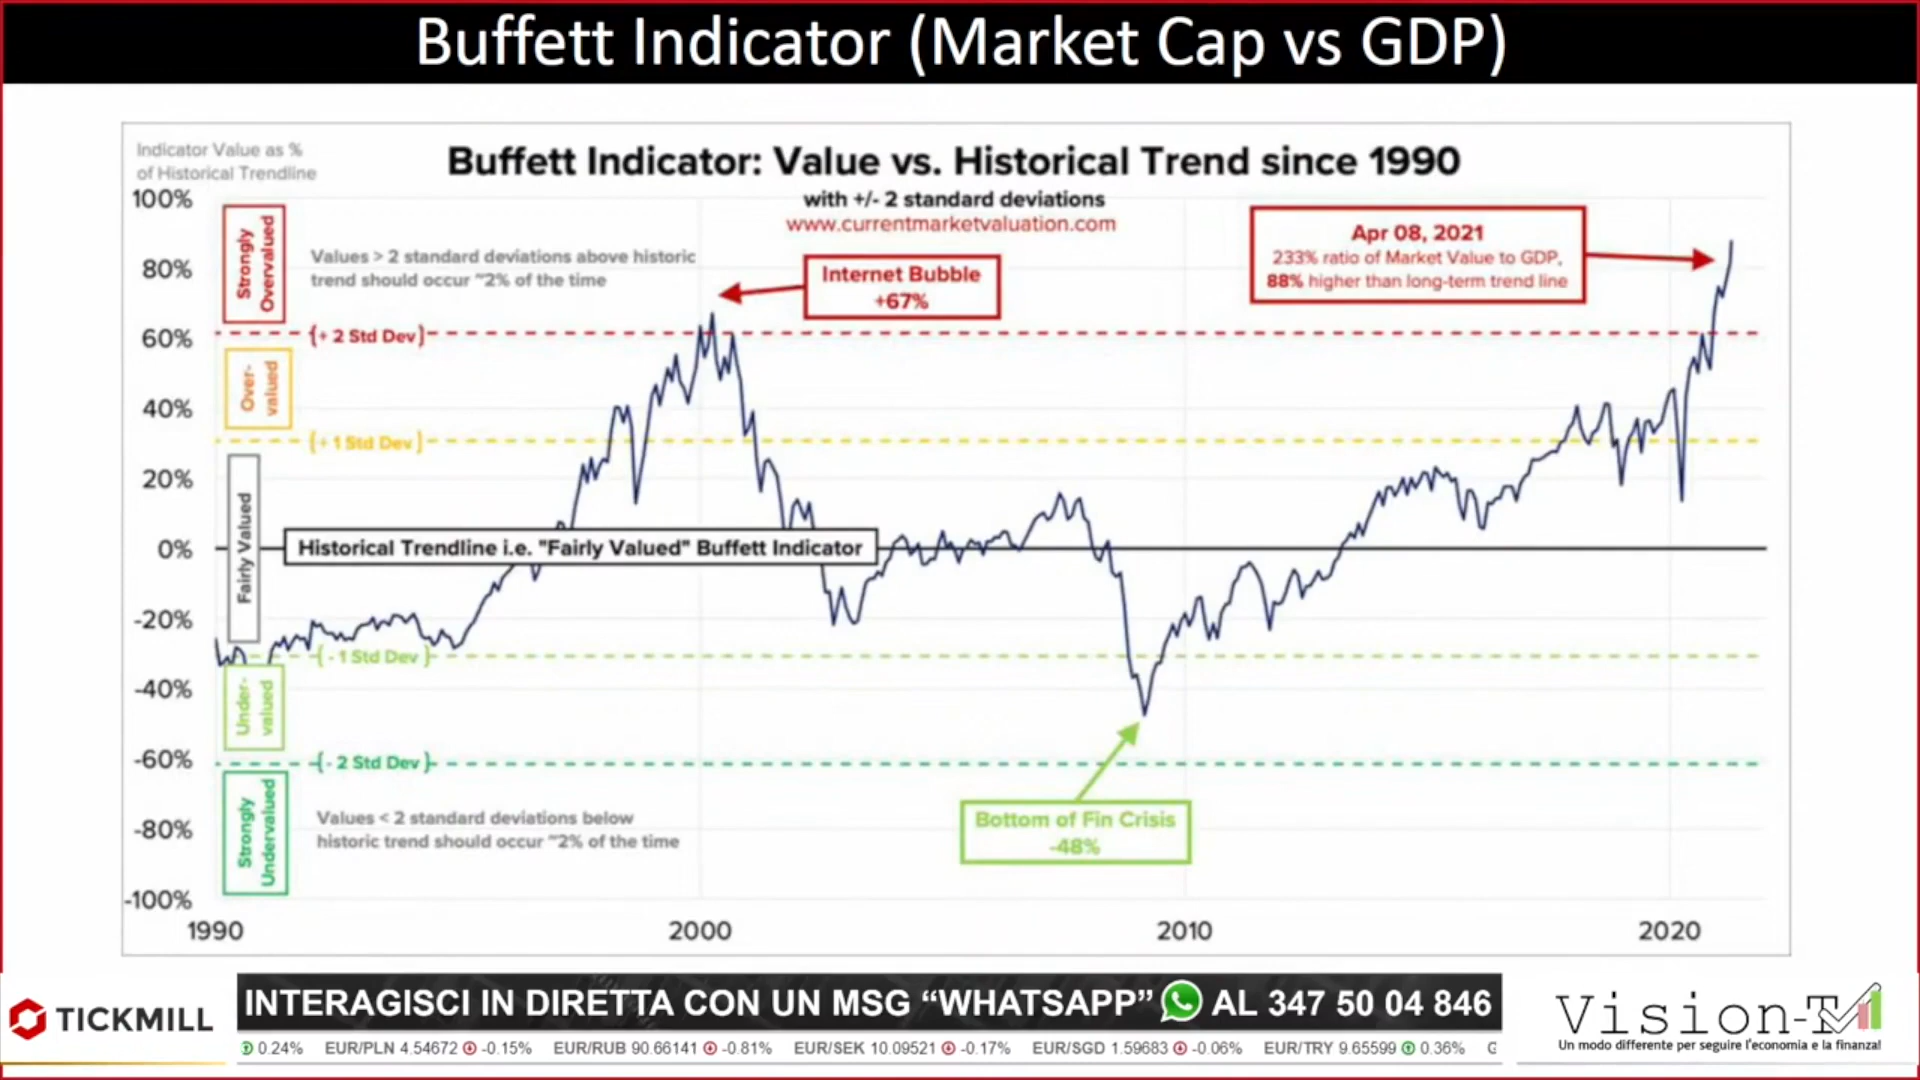 Buffett Indicator (Market Cap vs GDP)
Indicator Value as %
of Historical Trendline
Buffett Indicator: Value vs. Historical Trend since 1990
with +/- 2 standard deviations
www.currentmarketvaluation.com
100%
80%
60%
40%
20%
0%
-20%
-40%
-60%
-80%
-100%
Strongly
Overvalued
Values > 2 standard deviations above historic
trend should occur ~2% of the time
Internet Bubble
+67%
Apr 08, 2021
233% ratio of Market Value to GDP,
88% higher than long-term trend line
(+ 2 Std Dev)
Over-
valued
(+ 1 Std Dev)
Fairly Valued
Historical Trendline i.e. "Fairly Valued" Buffett Indicator
(- 1 Std Dev)
Under-
valued
(- 2 Std Dev)
Strongly
Undervalued
Values < 2 standard deviations below
historic trend should occur ~2% of the time
Bottom of Fin Crisis
-48%
1990
2000
2010
2020
TICKMILL
INTERAGISCI IN DIRETTA CON UN MSG “WHATSAPP” AL 347 50 04 846
0.24% EUR/PLN 4.54672 -0.15% EUR/RUB 90.66141 -0.81% EUR/SEK 10.09521 -0.17% EUR/SGD 1.59683 -0.06% EUR/TRY 9.65599 0.36%
Vision-T
Un modo differente per seguire l'economia e la finanza!